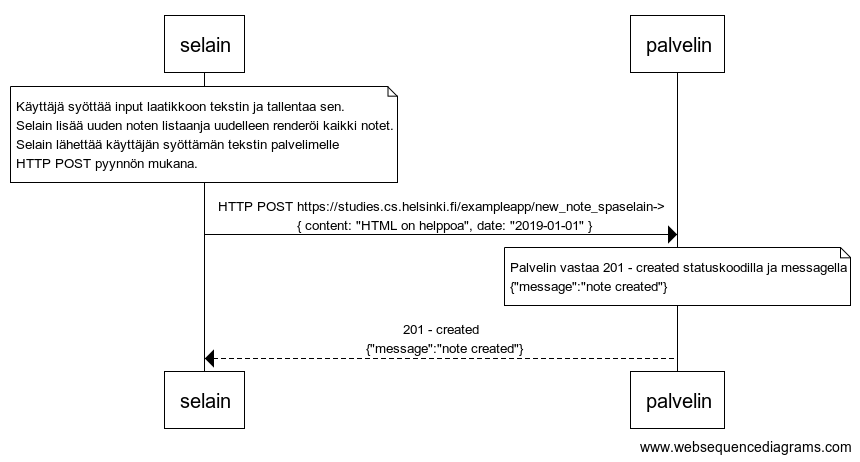 selain
palvelin
Käyttäjä syöttää input laatikkoon tekstin ja tallentaa sen.
Selain lisää uuden noten listaanja uudelleen renderöi kaikki notet.
Selain lähettää käyttäjän syöttämän tekstin palvelimelle
HTTP POST pyynnön mukana.
HTTP POST https://studies.cs.helsinki.fi/exampleapp/new_note_spaselain->
{ content: "HTML on helppoa", date: "2019-01-01" }
Palvelin vastaa 201 - created statuskoodilla ja messagella
{"message":"note created"}
201 - created
{"message":"note created"}
selain
palvelin
www.websequencediagrams.com